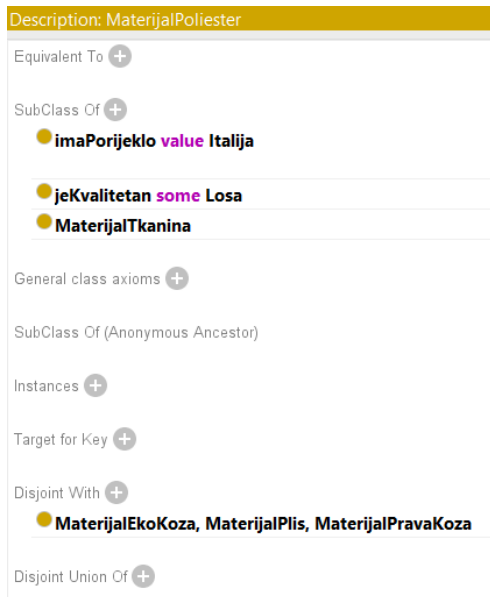 Description: MaterijalPoliester
Equivalent To
SubClass Of
imaPorijeklo value Italija
jeKvalitetan some Losa
MaterijalTkanina
General class axioms
SubClass Of (Anonymous Ancestor)
Instances
Target for Key
Disjoint With
MaterijalEkoKoza, MaterijalPlis, MaterijalPravaKoza
Disjoint Union Of